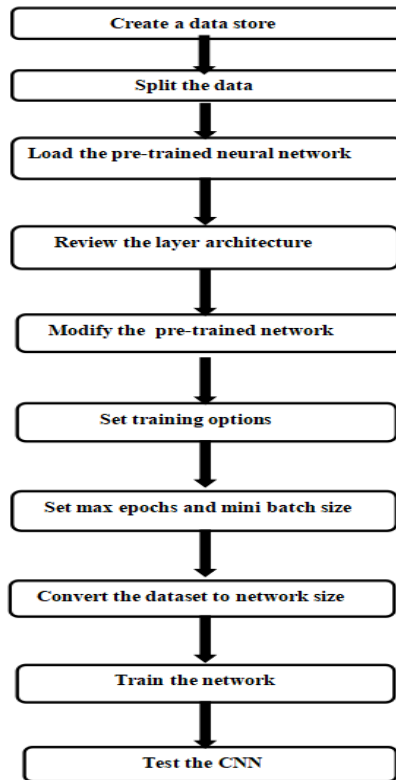 Create a data store
Split the data
Load the pre-trained neural network
Review the layer architecture
Modify the pre-trained network
Set training options
Set max epochs and mini batch size
Convert the dataset to network size
Train the network
Test the CNN